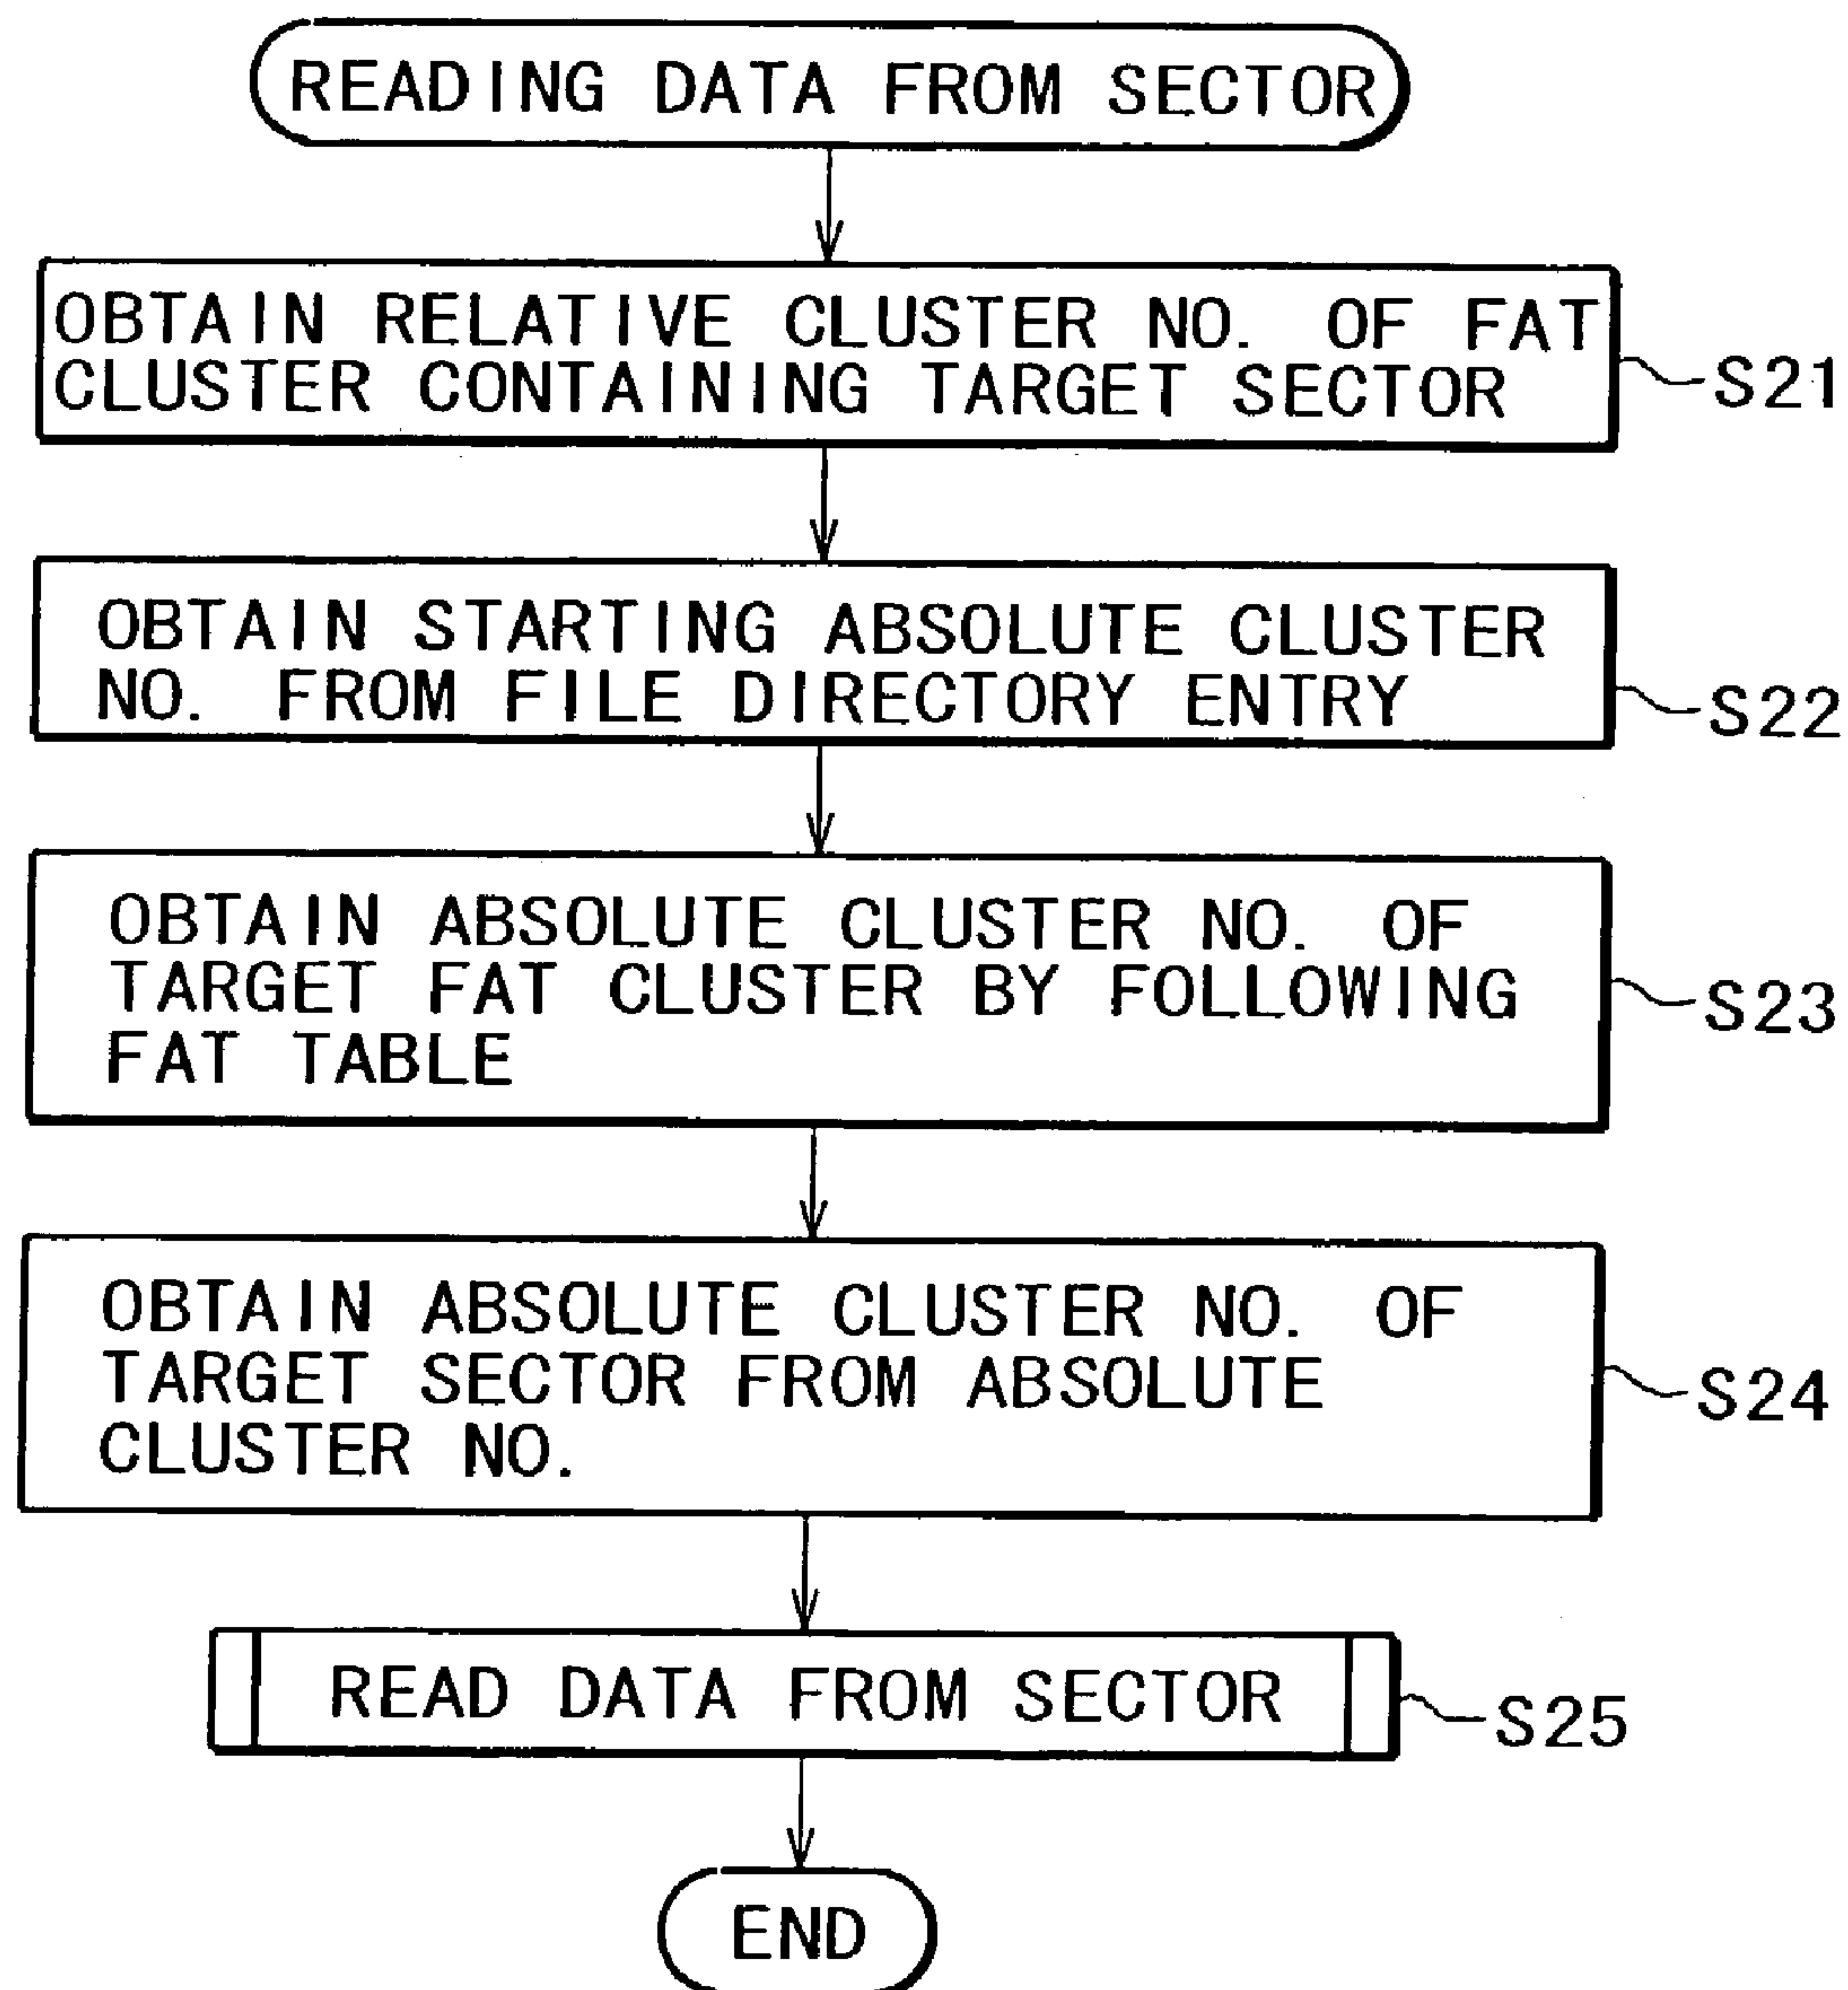 READING DATA FROM SECTOR
OBTAIN RELATIVE CLUSTER NO. OF FAT
CLUSTER CONTAINING TARGET SECTOR
S21
OBTAIN STARTING ABSOLUTE CLUSTER
NO. FROM FILE DIRECTORY ENTRY
S22
OBTAIN ABSOLUTE CLUSTER NO. OF
TARGET FAT CLUSTER BY FOLLOWING
FAT TABLE
S23
OBTAIN ABSOLUTE CLUSTER NO. OF
TARGET SECTOR FROM ABSOLUTE
CLUSTER NO.
S24
READ DATA FROM SECTOR
S25
END